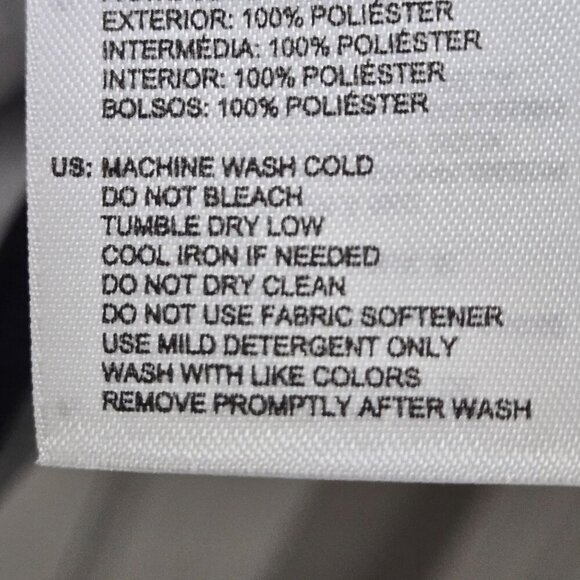 EXTERIOR: 100% POLIÉSTER
INTERMÉDIA: 100% POLIÉSTER
INTERIOR: 100% POLIÉSTER
BOLSOS: 100% POLIÉSTER
US: MACHINE WASH COLD
DO NOT BLEACH
TUMBLE DRY LOW
COOL IRON IF NEEDED
DO NOT DRY CLEAN
DO NOT USE FABRIC SOFTENER
USE MILD DETERGENT ONLY
WASH WITH LIKE COLORS
REMOVE PROMPTLY AFTER WASH